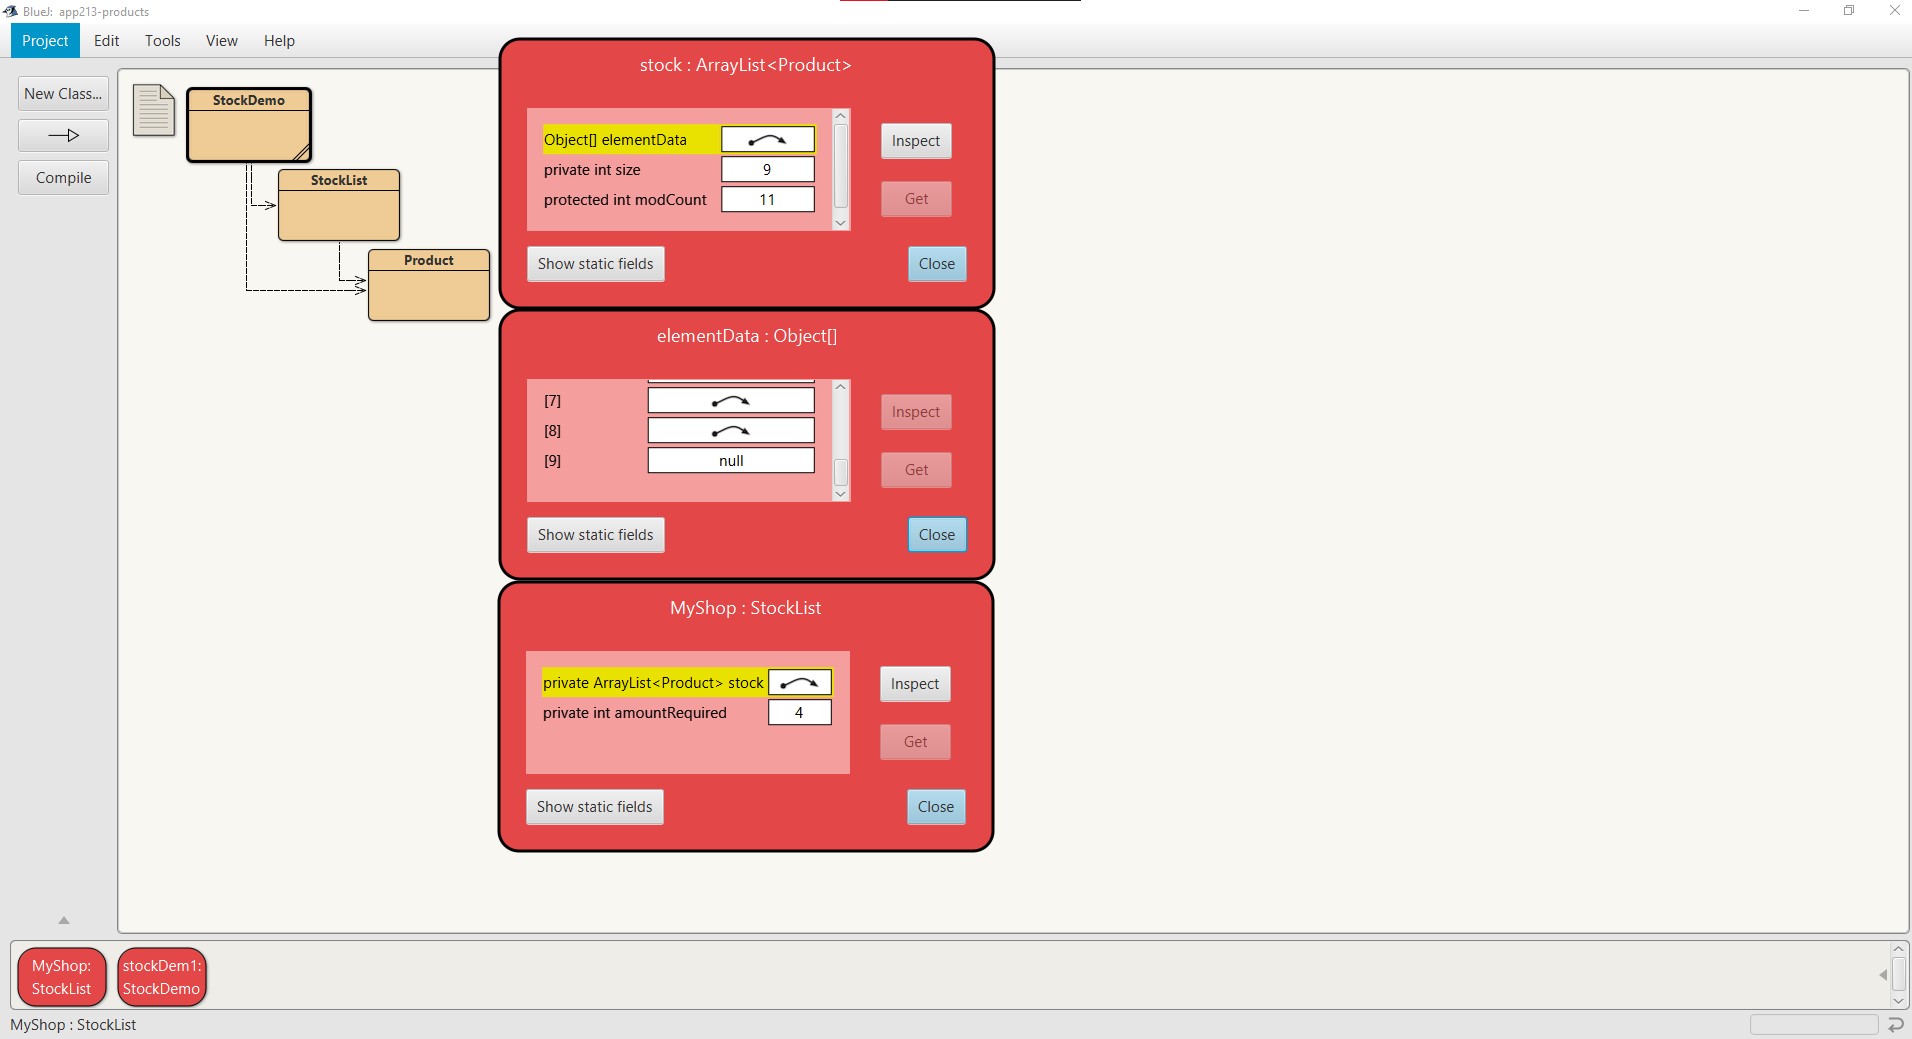 BlueJ: app213-products
Project Edit Tools View Help
New Class...
Compile
StockDemo
StockList
Product
stock : ArrayList<Product>
Object[] elementData
private int size 9
protected int modCount 11
Inspect
Get
Show static fields
Close
elementData : Object[]
[7]
[8]
[9] null
Inspect
Get
Show static fields
Close
MyShop : StockList
private ArrayList<Product> stock
private int amountRequired 4
Inspect
Get
Show static fields
Close
MyShop:
StockList
stockDem1:
StockDemo
MyShop : StockList